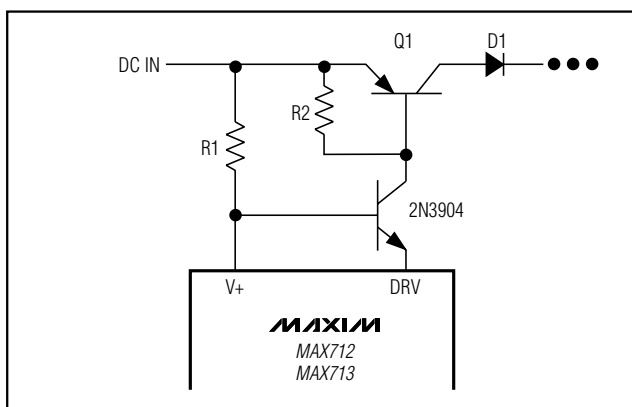 Q1
D1
DC IN
R2
R1
2N3904
V+
DRV
MAXIM
MAX712
MAX713